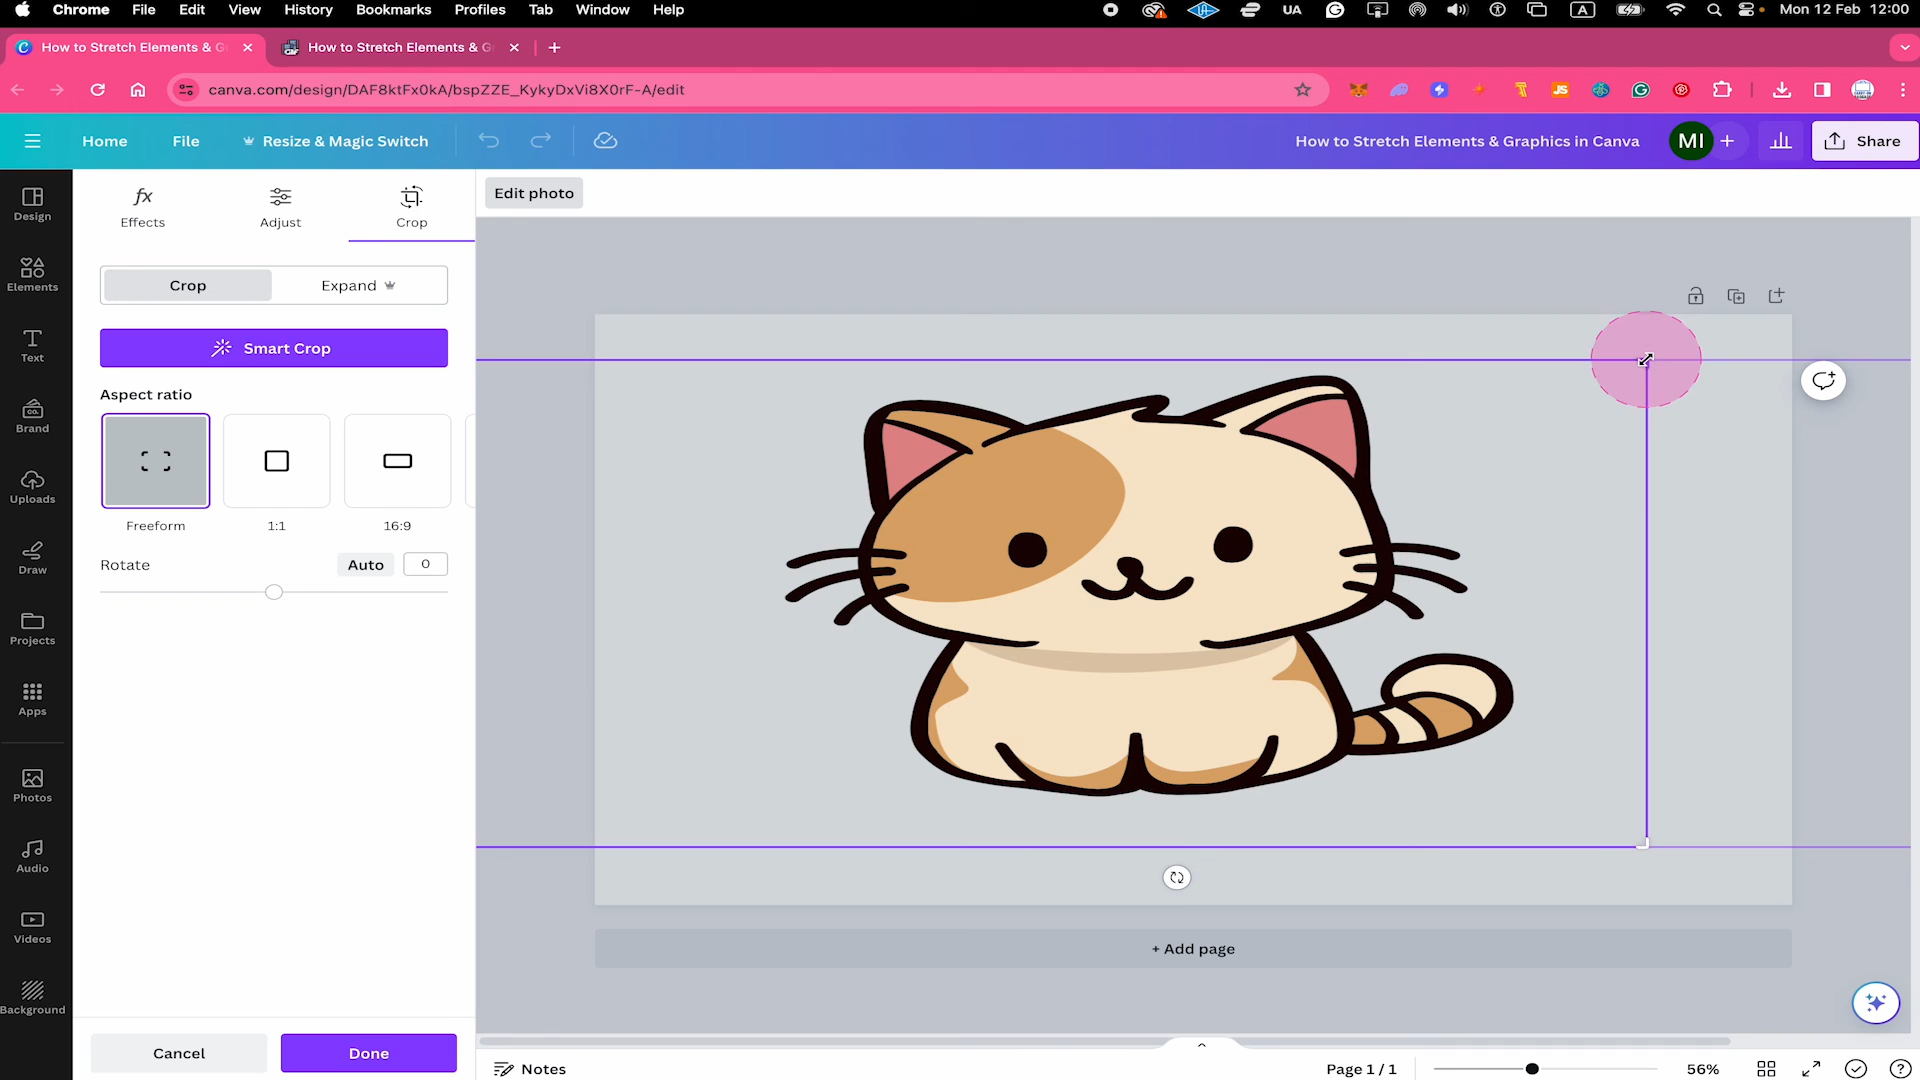 Chrome File Edit View History Bookmarks Profiles Tab Window Help UA A Mon 12 Feb 12:00
How to Stretch Elements & G How to Stretch Elements & G
canva.com/design/DAF8ktFx0kA/bspZZE_KykyDxVi8X0rF-A/edit JS
Home File Resize & Magic Switch How to Stretch Elements & Graphics in Canva MI Share
Design
Elements
Text
Brand
Uploads
Draw
Projects
Apps
Photos
Audio
Videos
Background
fx
Effects Adjust Crop
Crop Expand
Smart Crop
Aspect ratio
Freeform 1:1 16:9
Rotate Auto 0
Cancel Done
Edit photo
+ Add page
Notes Page 1 / 1 56%